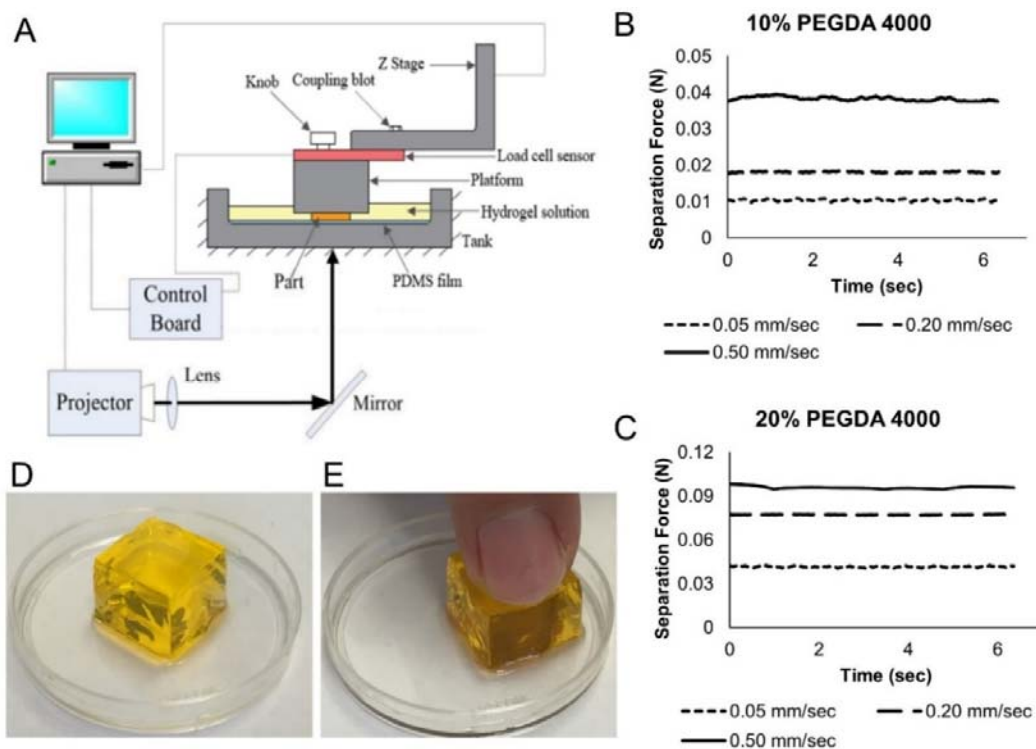 A
Z Stage
Coupling blot
Knob
Load cell sensor
Platform
Hydrogel solution
Tank
PDMS film
Part
Control
Board
Lens
Projector
Mirror
B
10% PEGDA 4000
Separation Force (N)
0.05
0.04
0.03
0.02
0.01
0
0 2 4 6
Time (sec)
0.05 mm/sec 0.20 mm/sec
0.50 mm/sec
C
20% PEGDA 4000
Separation Force (N)
0.12
0.09
0.06
0.03
0
0 2 4 6
Time (sec)
0.05 mm/sec 0.20 mm/sec
0.50 mm/sec
D
E